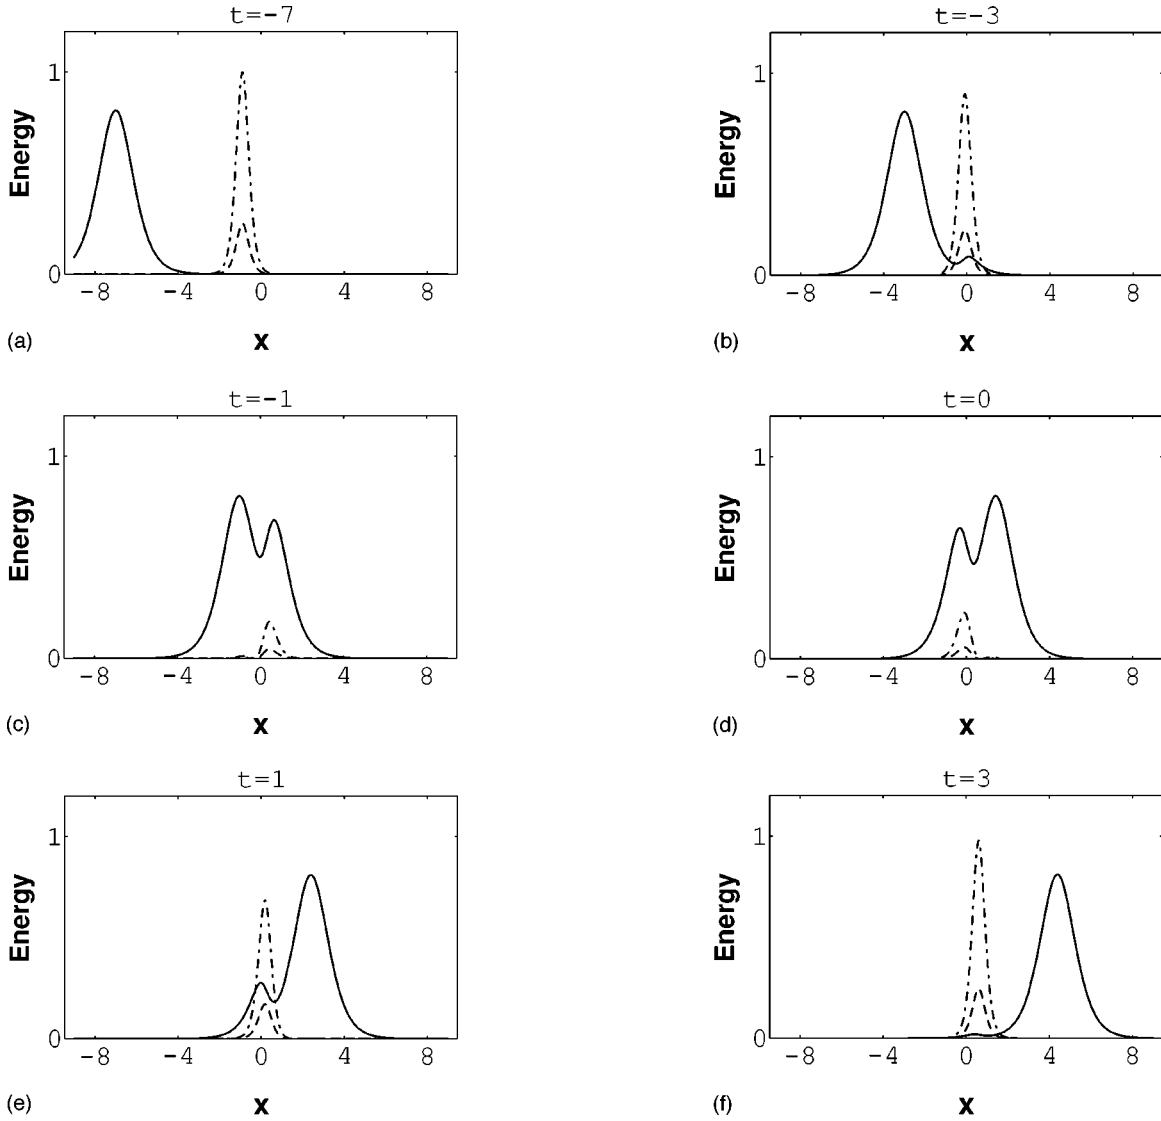 t=-7
1
Energy
0
-8 -4 0 4 8
(a)
x
t=-3
1
Energy
0
-8 -4 0 4 8
(b)
x
t=-1
1
Energy
0
-8 -4 0 4 8
(c)
x
t=0
1
Energy
0
-8 -4 0 4 8
(d)
x
t=1
1
Energy
0
-8 -4 0 4 8
(e)
x
t=3
1
Energy
0
-8 -4 0 4 8
(f)
x